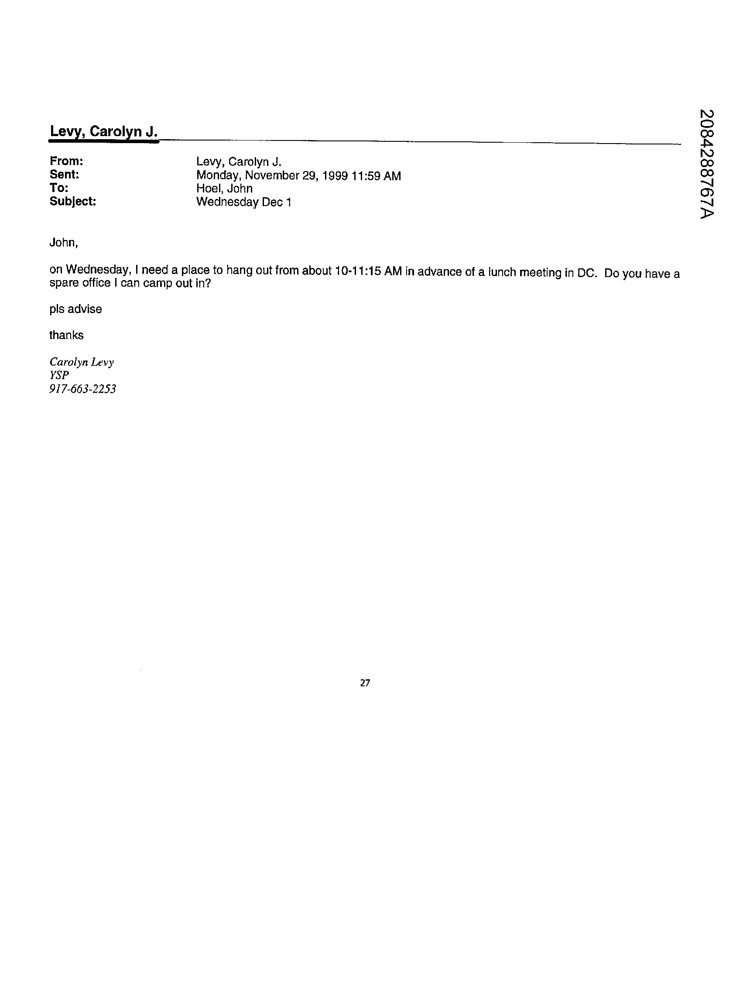 Levy, Carolyn J.
From: Levy, Carolyn J.
Sent: Monday, November 29, 1999 11:59 AM
To: Hoel, John
Subject: Wednesday Dec 1
John,
on Wednesday, I need a place to hang out from about 10-11:15 AM in advance of a lunch meeting in DC. Do you have a
spare office I can camp out in?
pls advise
thanks
Carolyn Levy
YSP
917-663-2253
27
2084288767A